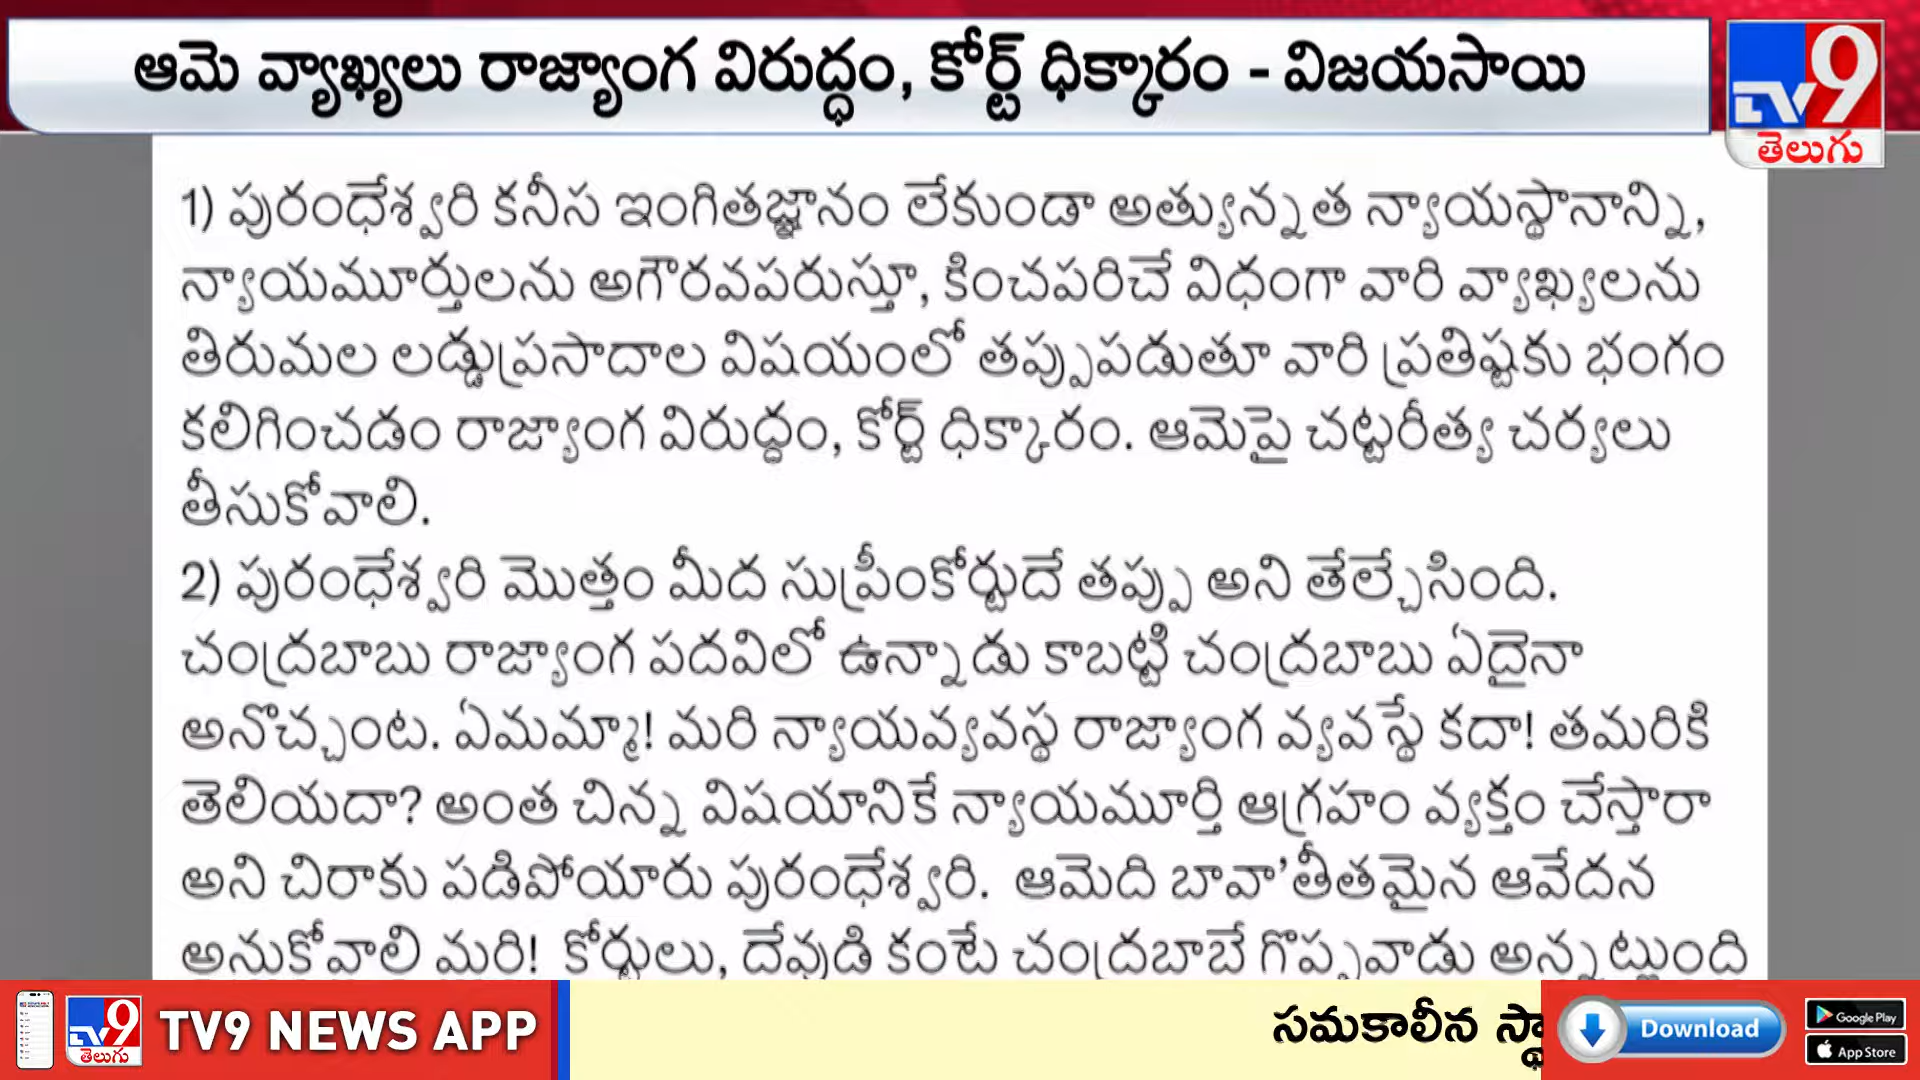 ఆమె వ్యాఖ్యలు రాజ్యాంగ విరుద్ధం, కోర్ట్ ధిక్కారం - విజయసాయి
TV9
తెలుగు
1) పురంధేశ్వరి కనీస ఇంగితజ్ఞానం లేకుండా అత్యున్నత న్యాయస్థానాన్ని,
న్యాయమూర్తులను అగౌరవపరుస్తూ, కించపరిచే విధంగా వారి వ్యాఖ్యలను
తిరుమల లడ్డుప్రసాదాల విషయంలో తప్పుపడుతూ వారి ప్రతిష్టకు భంగం
కలిగించడం రాజ్యాంగ విరుద్ధం, కోర్ట్ ధిక్కారం. ఆమెపై చట్టరీత్య చర్యలు
తీసుకోవాలి.
2) పురంధేశ్వరి మొత్తం మీద సుప్రీంకోర్టుదే తప్పు అని తేల్చేసింది.
చంద్రబాబు రాజ్యాంగ పదవిలో ఉన్నాడు కాబట్టి చంద్రబాబు ఏదైనా
అనొచ్చంట. ఏమమ్మా! మరి న్యాయవ్యవస్థ రాజ్యాంగ వ్యవస్థే కదా! తమరికి
తెలియదా? అంత చిన్న విషయానికే న్యాయమూర్తి ఆగ్రహం వ్యక్తం చేస్తారా
అని చిరాకు పడిపోయారు పురంధేశ్వరి. ఆమెది బావా'తీతమైన ఆవేదన
అనుకోవాలి మరి! కోర్టులు, దేవుడి కంటే చంద్రబాబే గొప్పవాడు అన్నట్లుంది
TV9
తెలుగు
TV9 NEWS APP
సమకాలీన స్థా
Download
Google Play
App Store